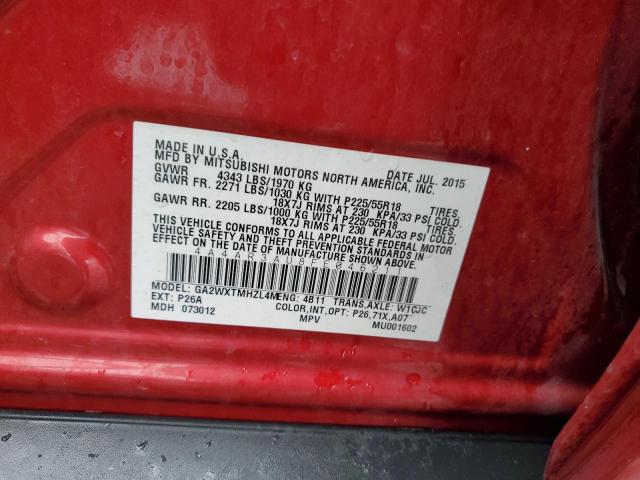 MADE IN U.S.A. DATE JUL. 2015
MFD BY MITSUBISHI MOTORS NORTH AMERICA, INC.
GVWR 4343 LBS/1970 KG
GAWR FR. 2271 LBS/1030 KG WITH P225/55R18 TIRES,
18X7J RIMS AT 230 KPA/33 PSI COLD.
GAWR RR. 2205 LBS/1000 KG WITH P225/55R18 TIRES,
18X7J RIMS AT 230 KPA/33 PSI COLD.
THIS VEHICLE CONFORMS TO ALL APPLICABLE FEDERAL MOTOR
VEHICLE SAFETY AND THEFT PREVENTION STANDARDS IN
EFFECT ON THE DATE OF MANUFACTURE SHOWN ABOVE.
MODEL: GA2WXTMHZL4M ENG: 4B11 TRANS.AXLE: W1CJC
EXT: P26A COLOR,INT,OPT: P26,71X,A07
MDH 073012 MPV MU001602